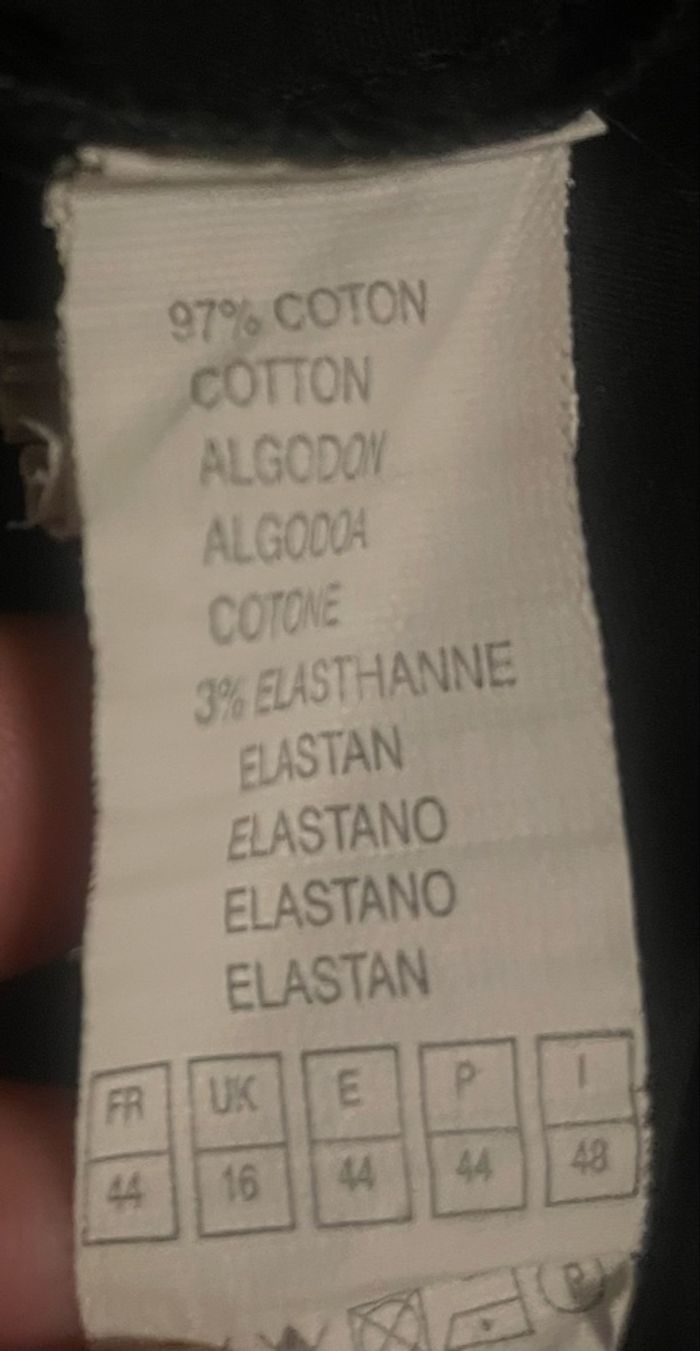 97% COTON
COTTON
ALGODON
ALGODOA
COTONE
3% ELASTHANNE
ELASTAN
ELASTANO
ELASTANO
ELASTAN
FR UK E P I
44 16 44 44 48
P